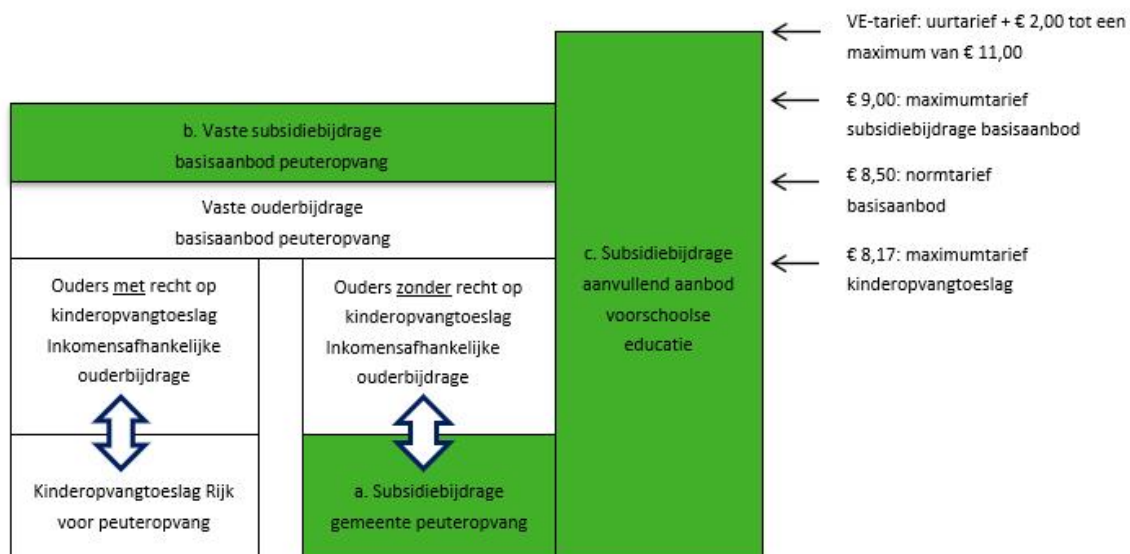 VE-tarief: uurtarief + € 2,00 tot een
maximum van € 11,00
€ 9,00: maximumtarief
subsidiebijdrage basisaanbod
b. Vaste subsidiebijdrage
basisaanbod peuteropvang
€ 8,50: normtarief
basisaanbod
Vaste ouderbijdrage
basisaanbod peuteropvang
c. Subsidiebijdrage
aanvullend aanbod
voorschoolse
educatie
€ 8,17: maximumtarief
kinderopvangtoeslag
Ouders met recht op
kinderopvangtoeslag
Inkomensafhankelijke
ouderbijdrage
Ouders zonder recht op
kinderopvangtoeslag
Inkomensafhankelijke
ouderbijdrage
Kinderopvangtoeslag Rijk
voor peuteropvang
a. Subsidiebijdrage
gemeente peuteropvang